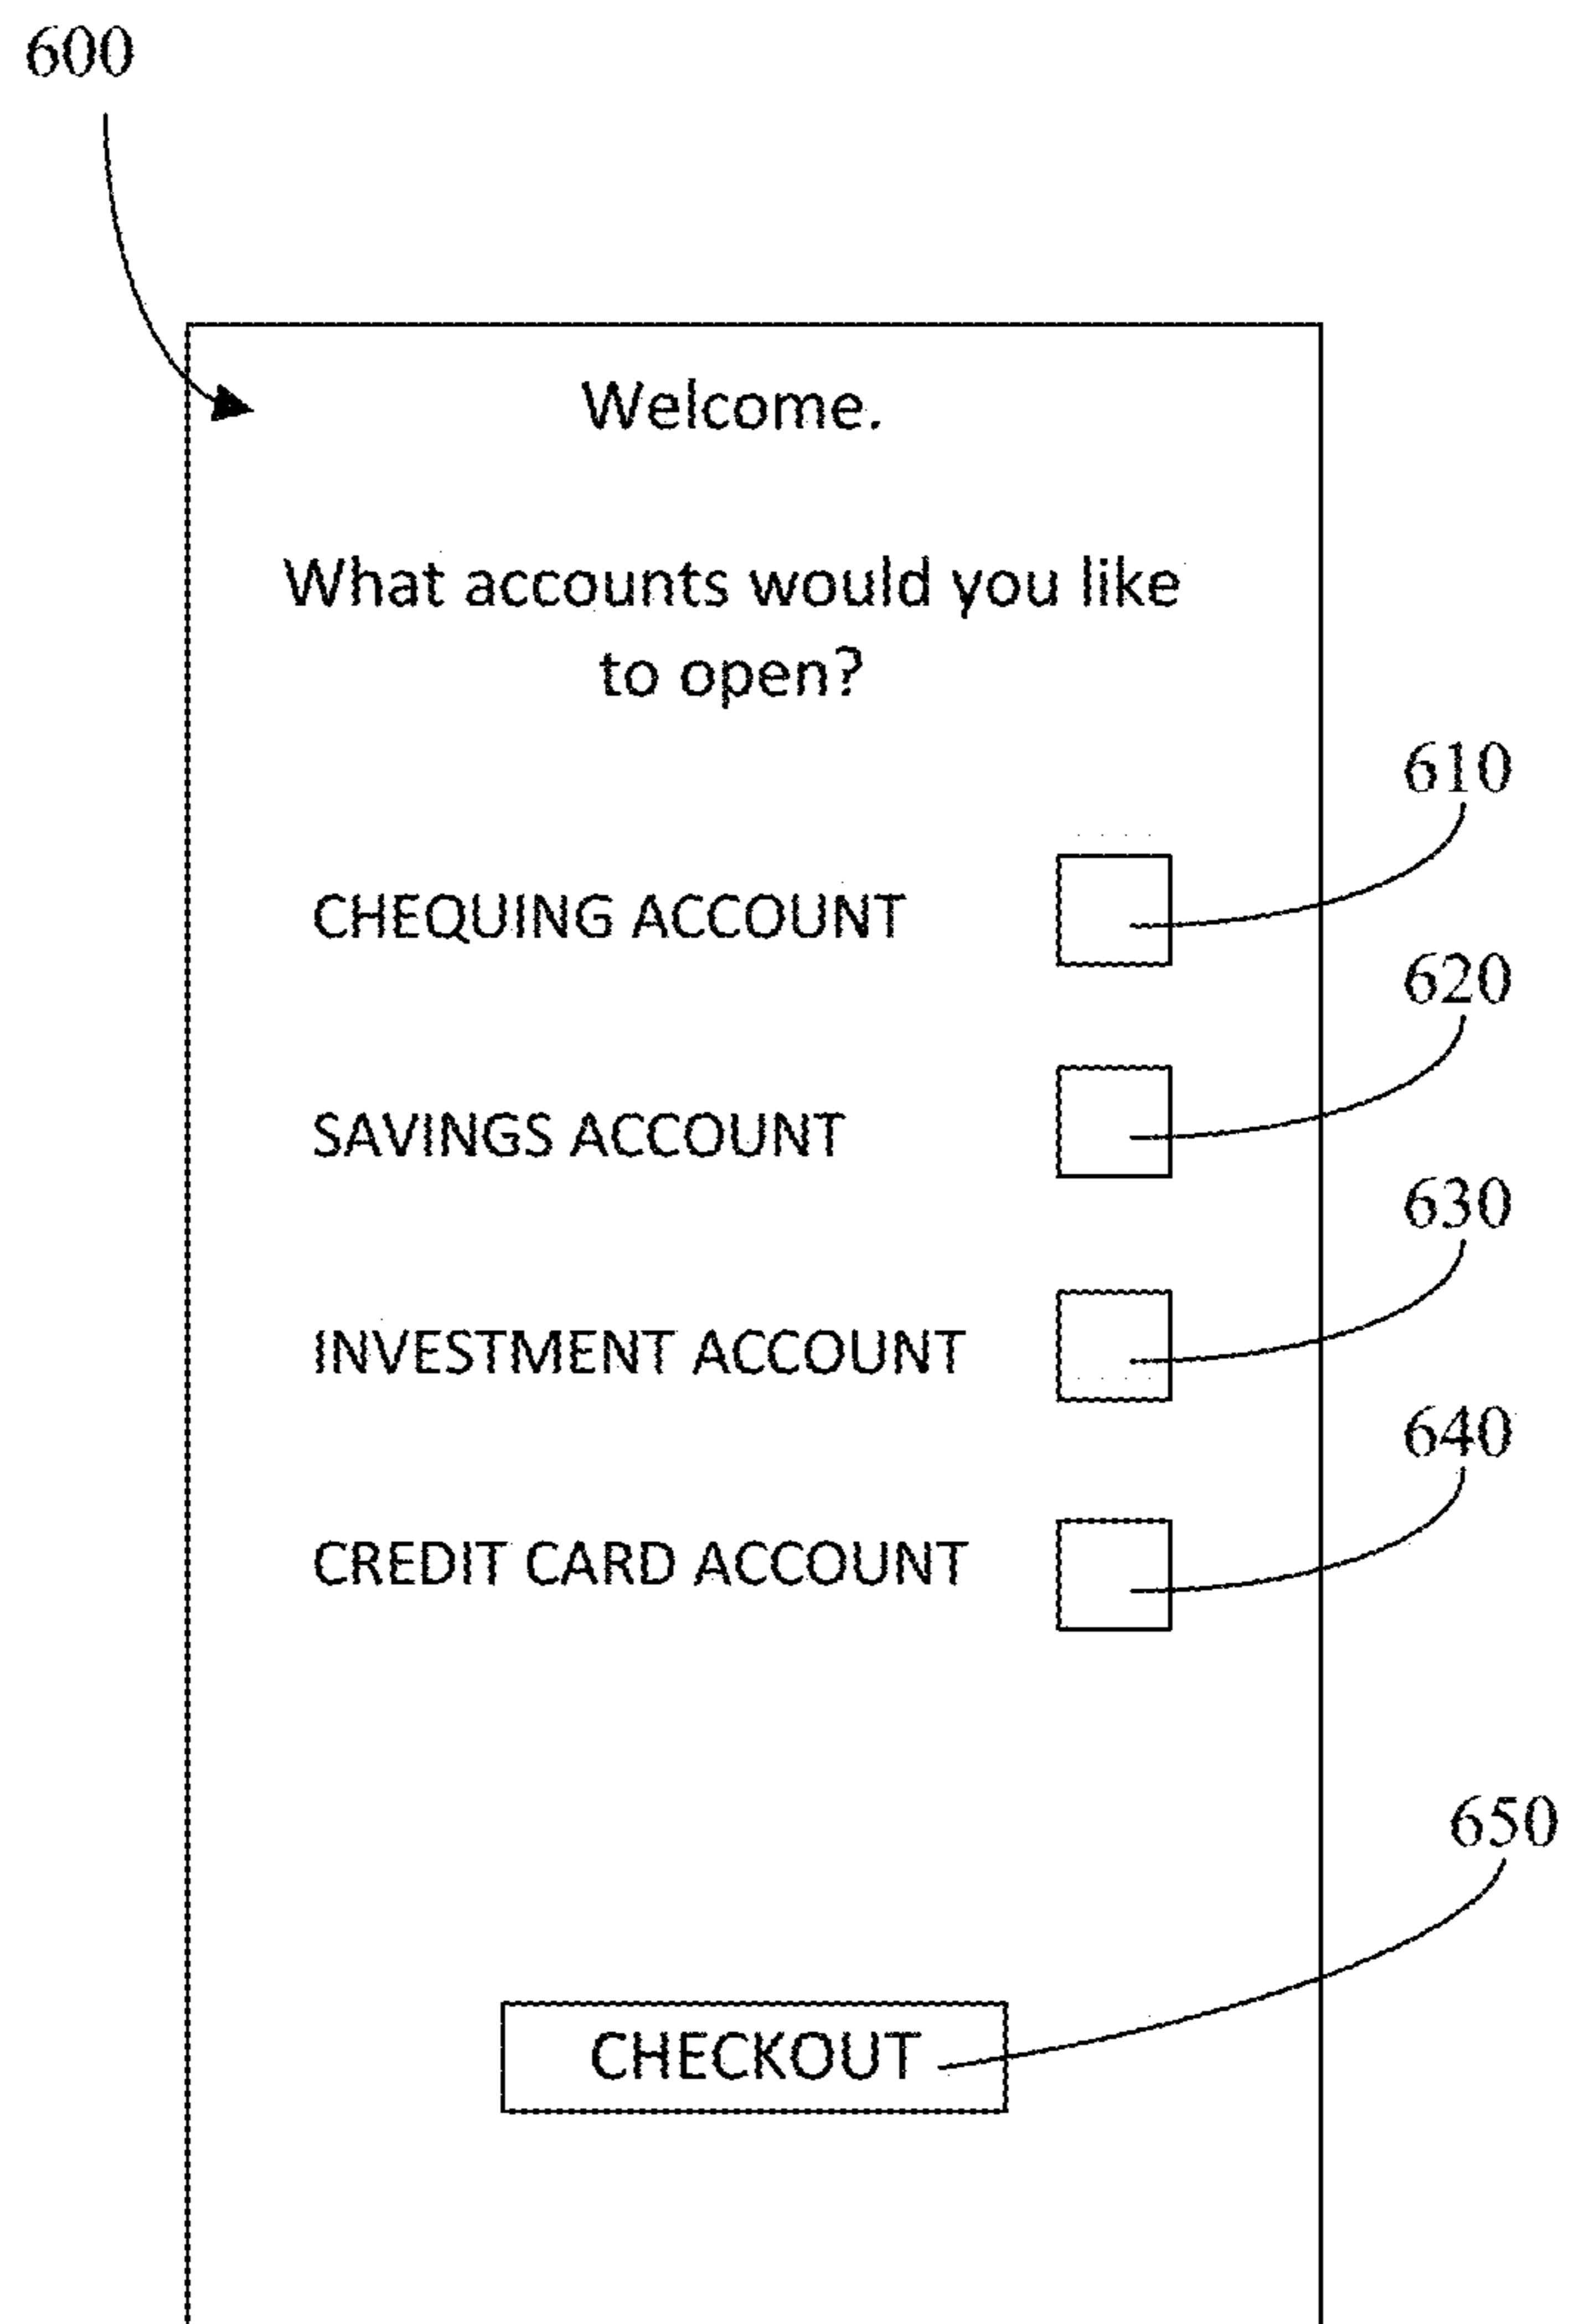 600
Welcome.
What accounts would you like
to open?
610
CHEQUING ACCOUNT
620
SAVINGS ACCOUNT
630
INVESTMENT ACCOUNT
640
CREDIT CARD ACCOUNT
650
CHECKOUT